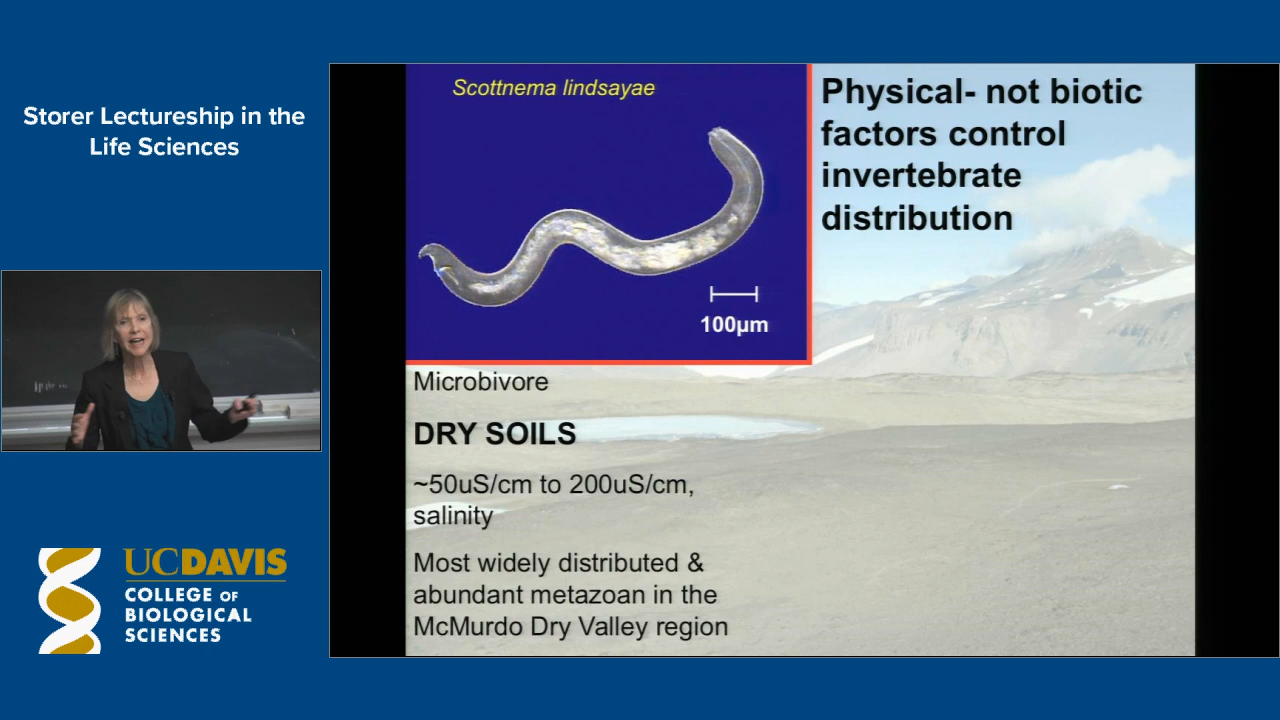 Storer Lectureship in the
Life Sciences
UCDAVIS
COLLEGE OF
BIOLOGICAL
SCIENCES
Scottnema lindsayae
100µm
Physical- not biotic
factors control
invertebrate
distribution
Microbivore
DRY SOILS
~50uS/cm to 200uS/cm,
salinity
Most widely distributed &
abundant metazoan in the
McMurdo Dry Valley region